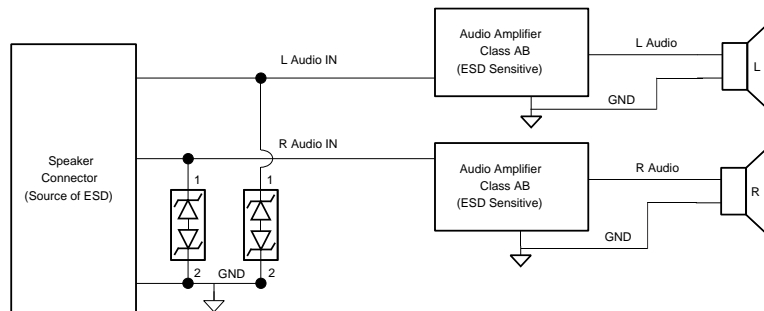 Audio Amplifier
Class AB
(ESD Sensitive)
L Audio
L Audio IN
L
GND
R Audio IN
Speaker
Connector
(Source of ESD)
Audio Amplifier
Class AB
(ESD Sensitive)
R Audio
R
1
1
GND
2
GND
2